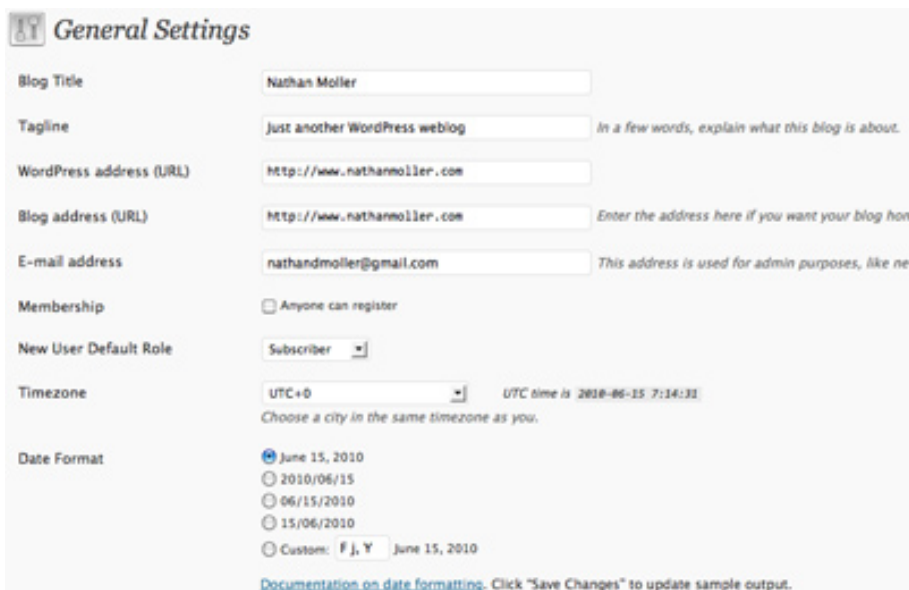 General Settings
Blog Title Nathan Moller
Tagline Just another WordPress weblog In a few words, explain what this blog is about.
WordPress address (URL) http://www.nathanmoller.com
Blog address (URL) http://www.nathanmoller.com Enter the address here if you want your blog hom
E-mail address nathandmoller@gmail.com This address is used for admin purposes, like ne
Membership Anyone can register
New User Default Role Subscriber
Timezone UTC+0 UTC time is 2010-06-15 7:14:31
Choose a city in the same timezone as you.
Date Format June 15, 2010
2010/06/15
06/15/2010
15/06/2010
Custom: F j, Y June 15, 2010
Documentation on date formatting. Click "Save Changes" to update sample output.